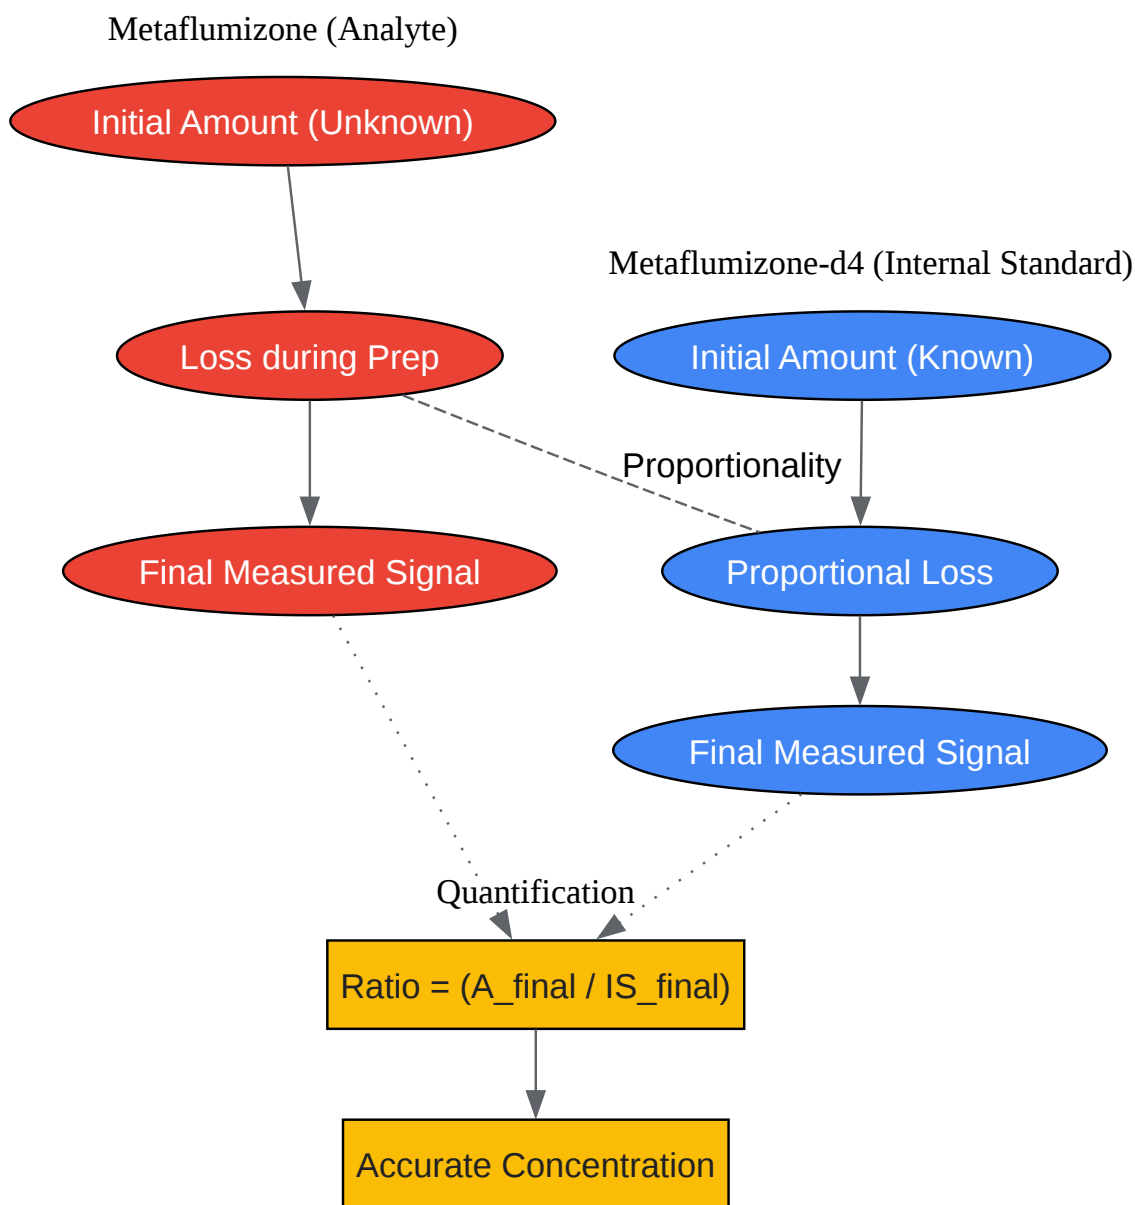 Metaflumizone (Analyte)
Initial Amount (Unknown)
Metaflumizone-d4 (Internal Standard)
Loss during Prep
Initial Amount (Known)
Proportionality
Final Measured Signal
Proportional Loss
Final Measured Signal
Quantification
Ratio = (A_final / IS_final)
Accurate Concentration